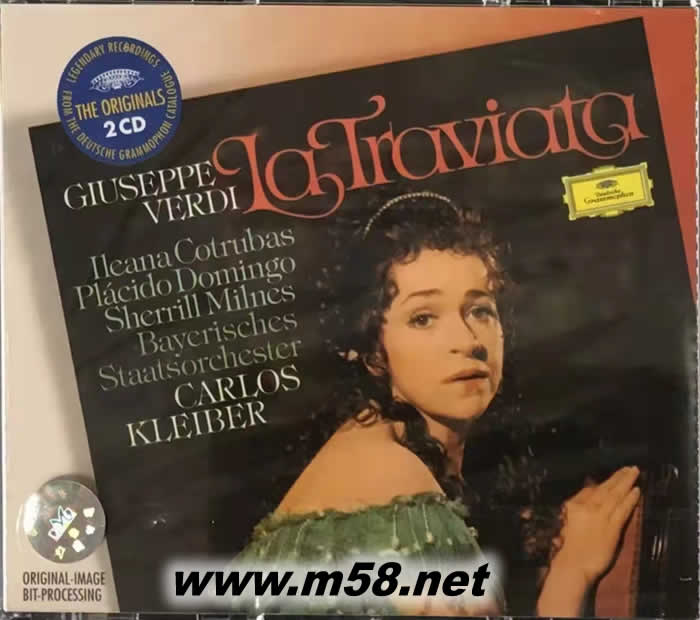 LEGENDARY RECORDINGS
FROM THE DEUTSCHE GRAMMOPHON CATALOGUE
THE ORIGINALS
2 CD
GIUSEPPE
VERDI
La Traviata
Deutsche
Grammophon
Ileana Cotrubas
Plácido Domingo
Sherrill Milnes
Bayerisches
Staatsorchester
CARLOS
KLEIBER
ORIGINAL-IMAGE
BIT-PROCESSING
www.m58.net